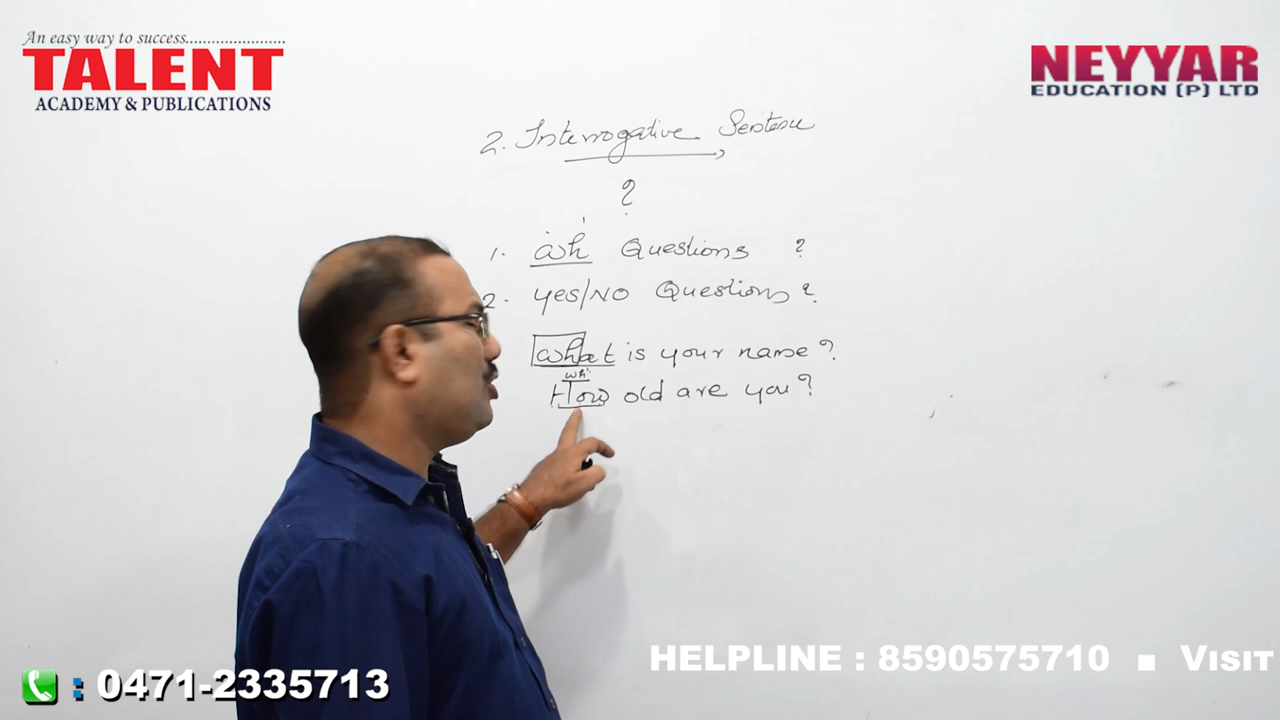 An easy way to success........................
TALENT
ACADEMY & PUBLICATIONS
NEYYAR
EDUCATION (P) LTD
2. Interrogative Sentence
?
1. Wh Questions ?
2. Yes/No Questions ?
What is your name ?
Wh
How old are you ?
HELPLINE : 8590575710 ■ VISIT
: 0471-2335713